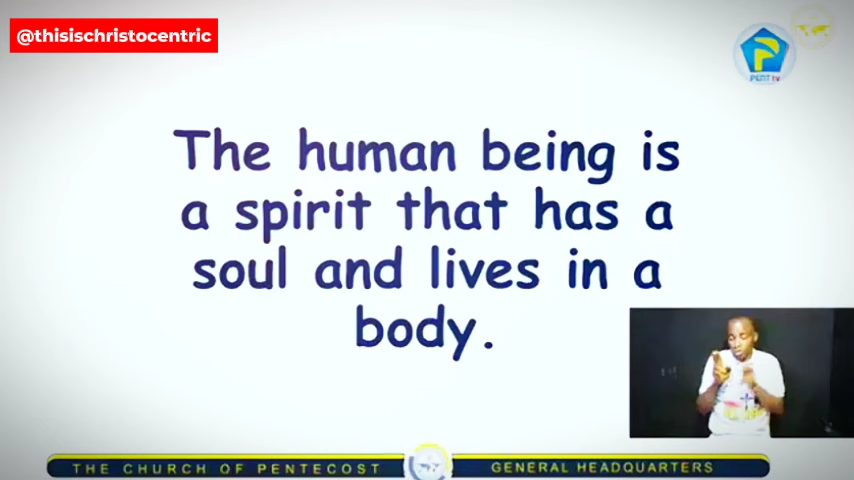 @thisischristocentric
PENT tv
The human being is
a spirit that has a
soul and lives in a
body.
THE CHURCH OF PENTECOST
GENERAL HEADQUARTERS